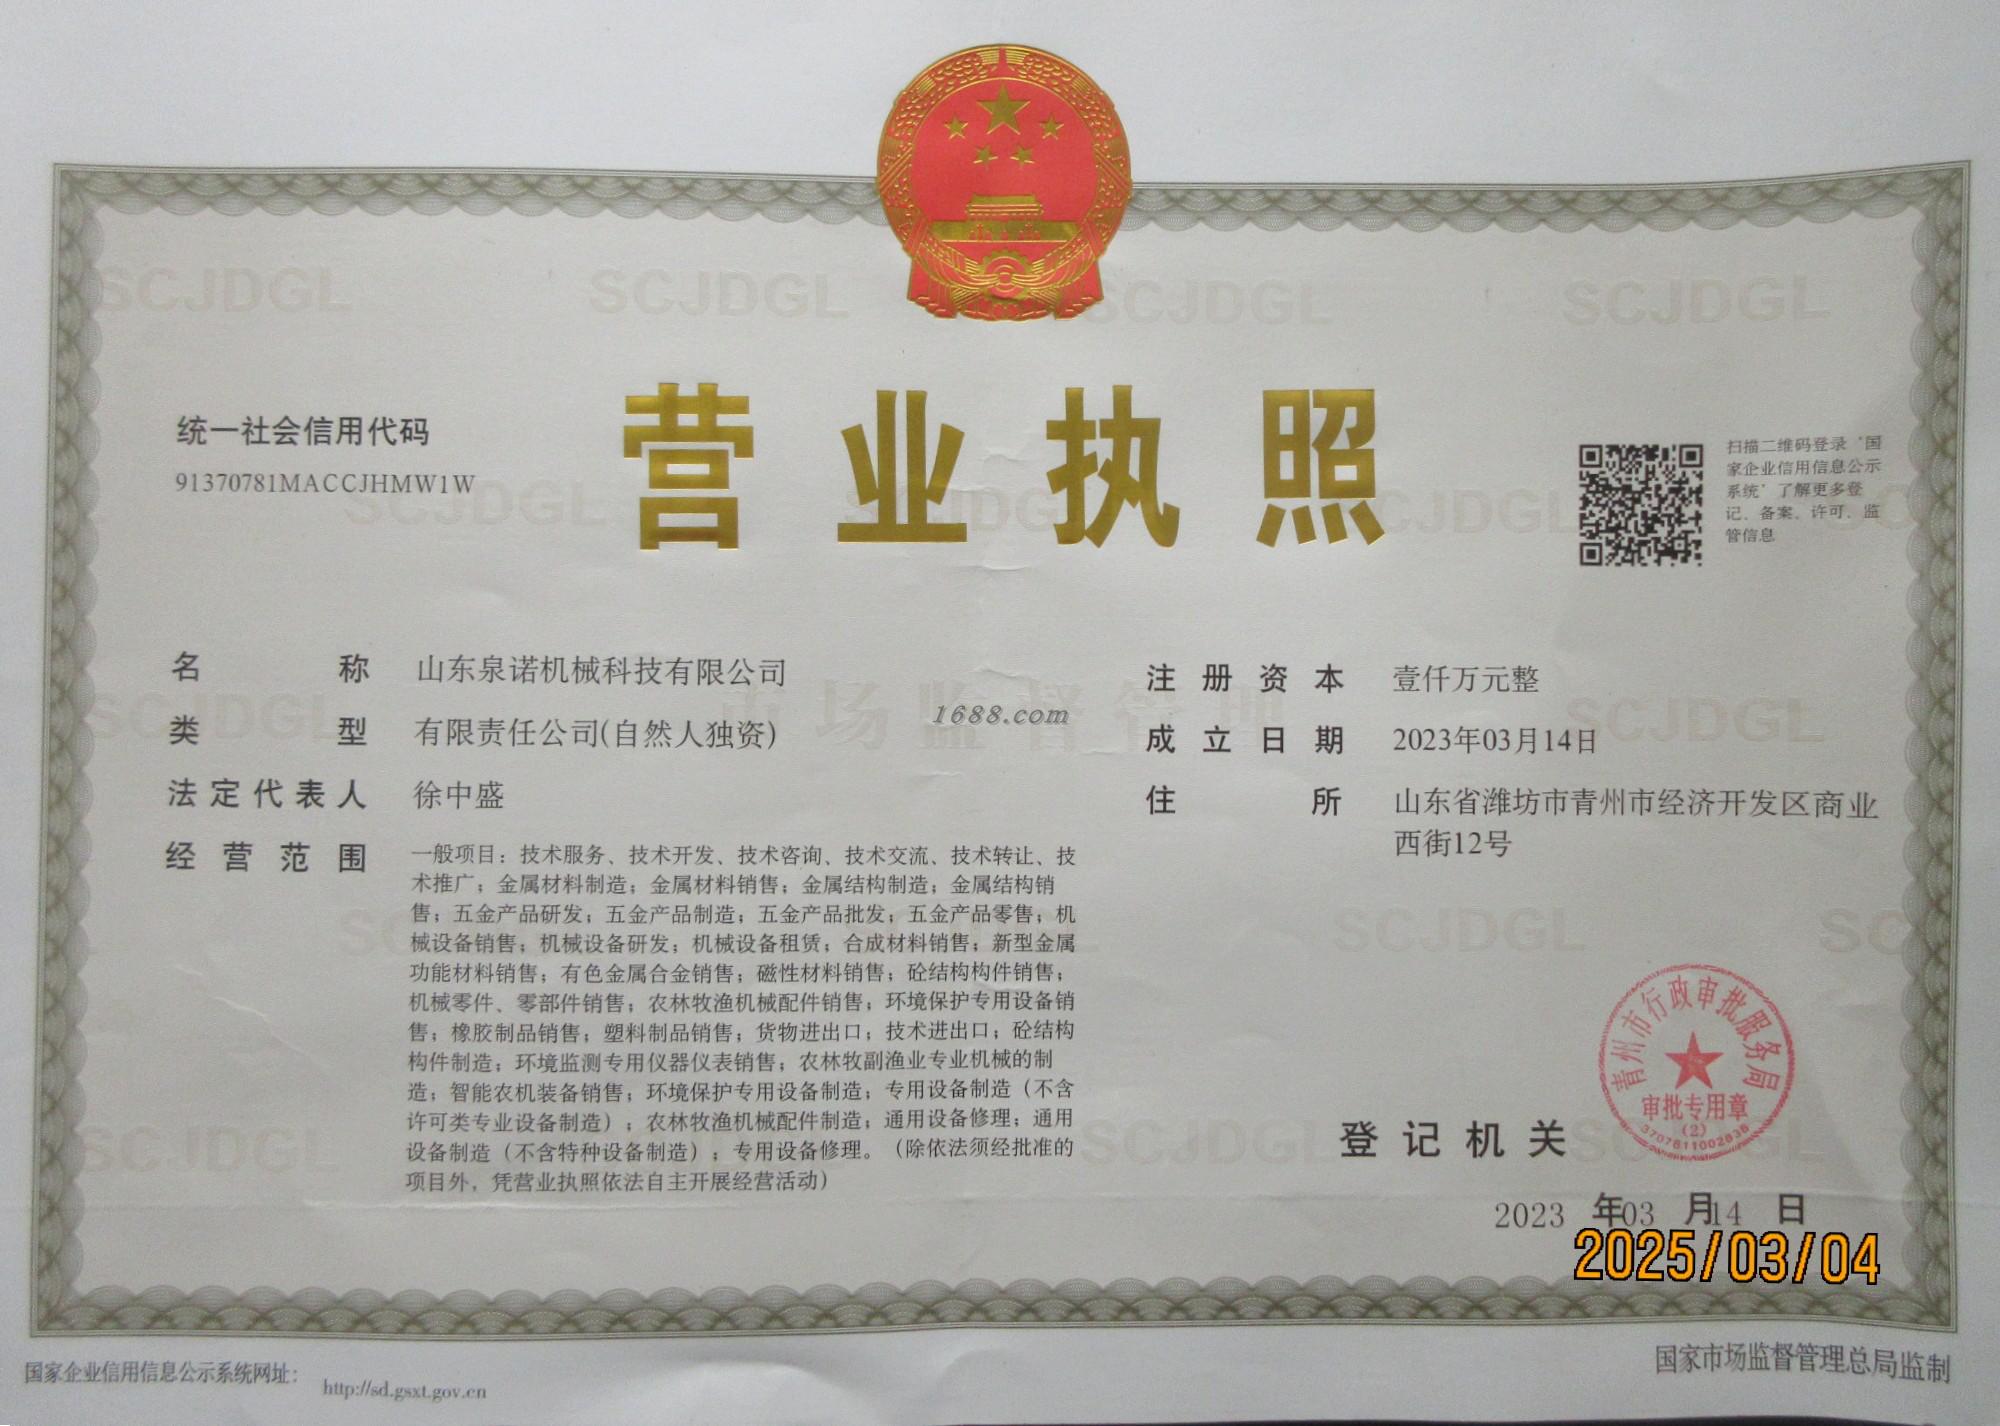 SCJDGL SCJDGL SCJDGL SCJDGL
营业执照
统一社会信用代码
91370781MACCJHMW1W
扫描二维码登录‘国
家企业信用信息公示
系统’了解更多登
记、备案、许可、监
管信息
名称 山东泉诺机械科技有限公司
类型 有限责任公司(自然人独资)
法定代表人 徐中盛
经营范围 一般项目：技术服务、技术开发、技术咨询、技术交流、技术转让、技
术推广；金属材料制造；金属材料销售；金属结构制造；金属结构销
售；五金产品研发；五金产品制造；五金产品批发；五金产品零售；机
械设备销售；机械设备研发；机械设备租赁；合成材料销售；新型金属
功能材料销售；有色金属合金销售；磁性材料销售；砼结构构件销售；
机械零件、零部件销售；农林牧渔机械配件销售；环境保护专用设备销
售；橡胶制品销售；塑料制品销售；货物进出口；技术进出口；砼结构
构件制造；环境监测专用仪器仪表销售；农林牧副渔业专业机械的制
造；智能农机装备销售；环境保护专用设备制造；专用设备制造（不含
许可类专业设备制造）；农林牧渔机械配件制造；通用设备修理；通用
设备制造（不含特种设备制造）；专用设备修理。（除依法须经批准的
项目外，凭营业执照依法自主开展经营活动）
注册资本 壹仟万元整
成立日期 2023年03月14日
住所 山东省潍坊市青州市经济开发区商业
西街12号
市场监督管理
1688.com
登记机关
青州市行政审批服务局
审批专用章
(2)
3707811002838
2023 年03 月14 日
2025/03/04
国家企业信用信息公示系统网址：
http://sd.gsxt.gov.cn
国家市场监督管理总局监制